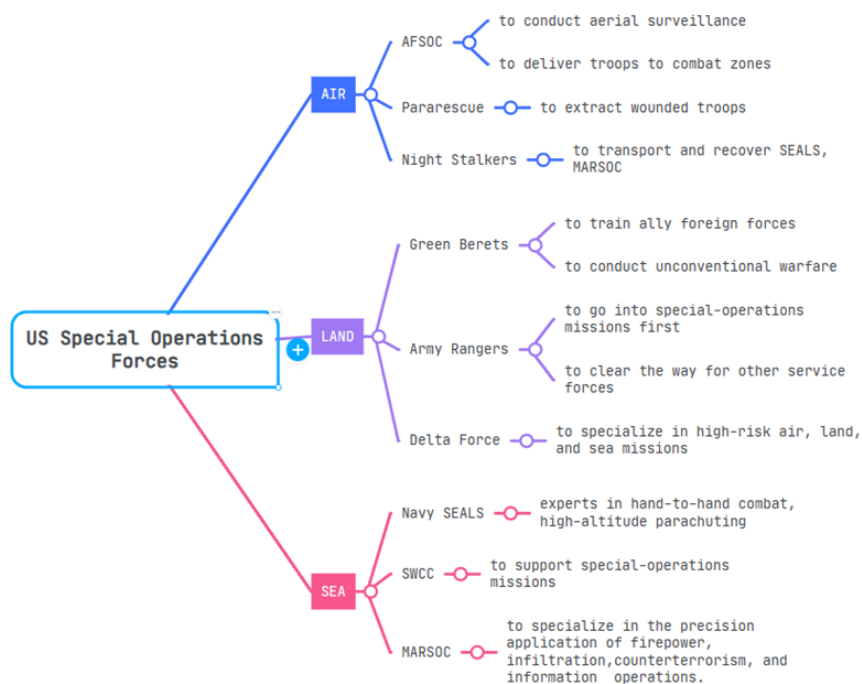 US Special Operations
Forces
AIR
AFSOC
to conduct aerial surveillance
to deliver troops to combat zones
Pararescue
to extract wounded troops
Night Stalkers
to transport and recover SEALS,
MARSOC
LAND
Green Berets
to train ally foreign forces
to conduct unconventional warfare
Army Rangers
to go into special-operations
missions first
to clear the way for other service
forces
Delta Force
to specialize in high-risk air, land,
and sea missions
SEA
Navy SEALS
experts in hand-to-hand combat,
high-altitude parachuting
SWCC
to support special-operations
missions
MARSOC
to specialize in the precision
application of firepower,
infiltration,counterterrorism, and
information  operations.